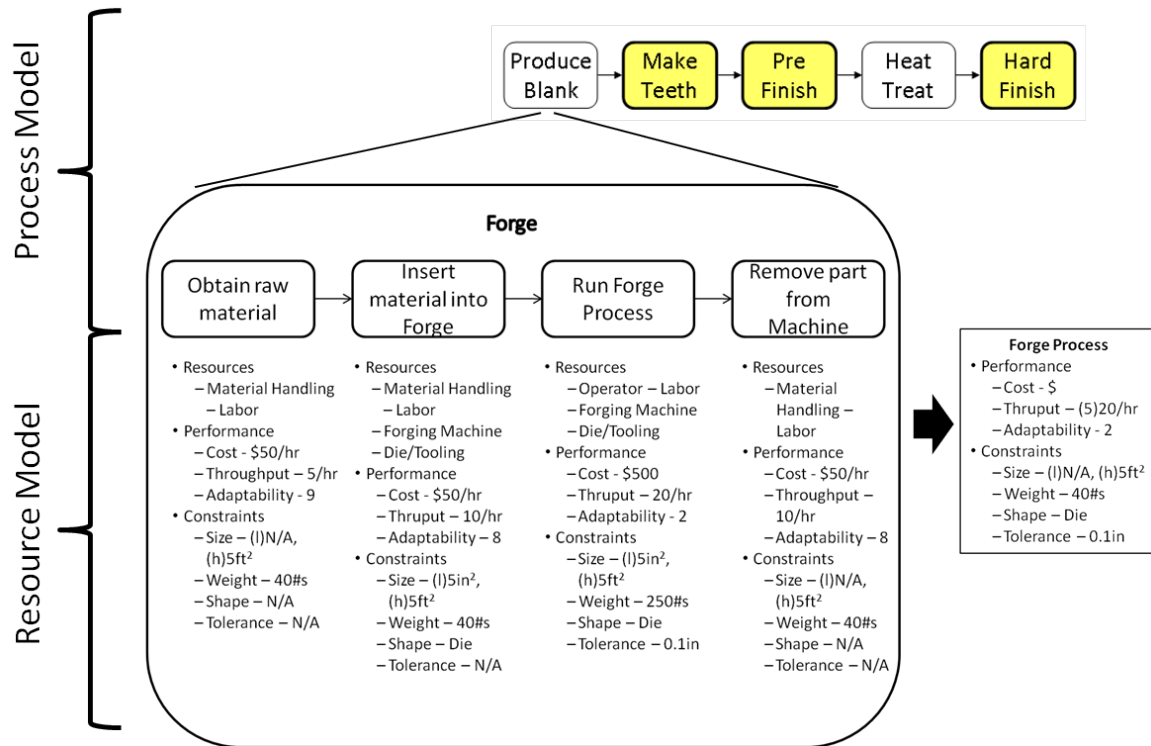 Process Model
Resource Model
Produce
Blank
Make
Teeth
Pre
Finish
Heat
Treat
Hard
Finish
Forge
Obtain raw
material
Insert
material into
Forge
Run Forge
Process
Remove part
from
Machine
• Resources
– Material Handling
– Labor
• Performance
– Cost - $50/hr
– Throughput – 5/hr
– Adaptability - 9
• Constraints
– Size – (l)N/A,
(h)5ft²
– Weight – 40#s
– Shape – N/A
– Tolerance – N/A
• Resources
– Material Handling
– Labor
– Forging Machine
– Die/Tooling
• Performance
– Cost - $50/hr
– Thruput – 10/hr
– Adaptability – 8
• Constraints
– Size – (l)5in²,
(h)5ft²
– Weight – 40#s
– Shape – Die
– Tolerance – N/A
• Resources
– Operator – Labor
– Forging Machine
– Die/Tooling
• Performance
– Cost - $500
– Thruput – 20/hr
– Adaptability - 2
• Constraints
– Size – (l)5in²,
(h)5ft²
– Weight – 250#s
– Shape – Die
– Tolerance – 0.1in
• Resources
– Material
Handling –
Labor
• Performance
– Cost - $50/hr
– Throughput –
10/hr
– Adaptability – 8
• Constraints
– Size – (l)N/A,
(h)5ft²
– Weight – 40#s
– Shape – N/A
– Tolerance – N/A
Forge Process
• Performance
– Cost - $
– Thruput – (5)20/hr
– Adaptability - 2
• Constraints
– Size – (l)N/A, (h)5ft²
– Weight – 40#s
– Shape – Die
– Tolerance – 0.1in